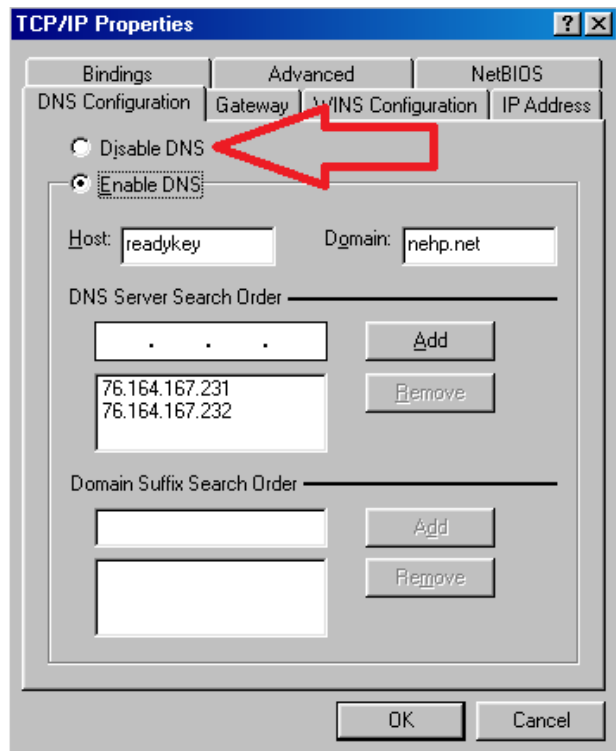 TCP/IP Properties ? X
Bindings Advanced NetBIOS
DNS Configuration Gateway WINS Configuration IP Address
Disable DNS
Enable DNS
Host: readykey Domain: nehp.net
DNS Server Search Order
. . . Add
76.164.167.231 Remove
76.164.167.232
Domain Suffix Search Order
Add
Remove
OK Cancel